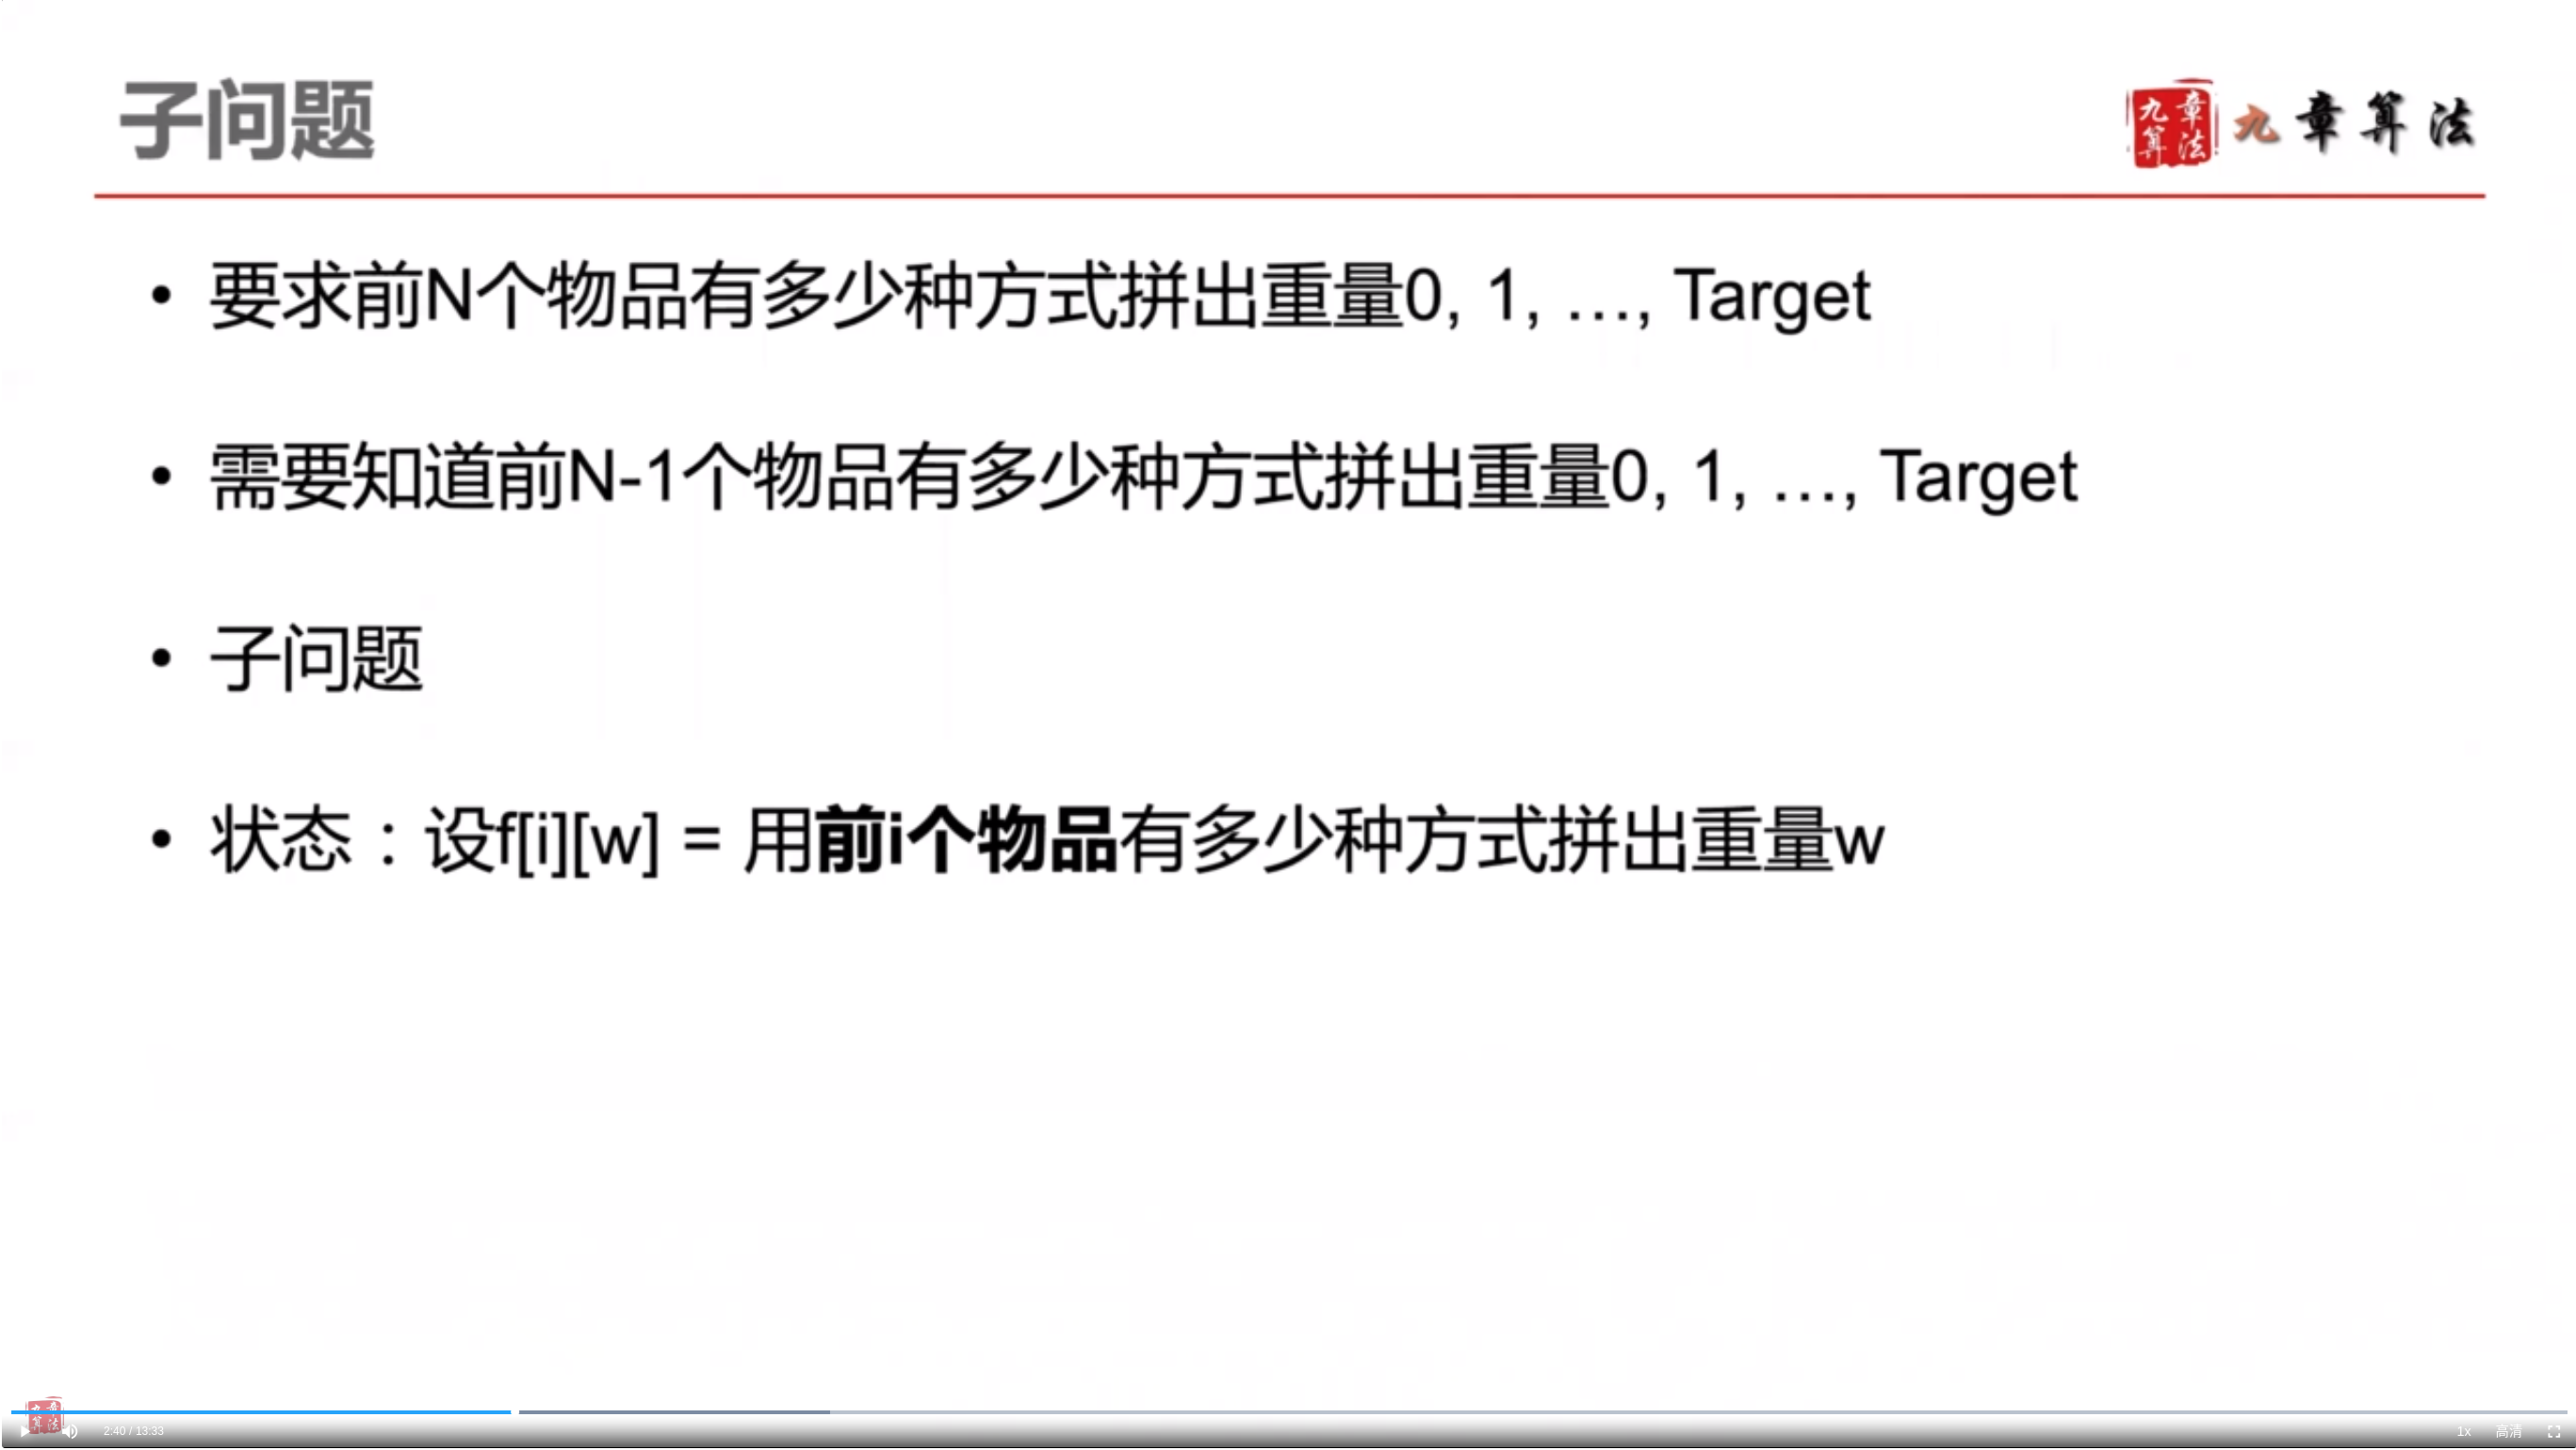 子问题
九章算法
九章算法
• 要求前N个物品有多少种方式拼出重量0, 1, …, Target
• 需要知道前N-1个物品有多少种方式拼出重量0, 1, …, Target
• 子问题
• 状态：设f[i][w] = 用前i个物品有多少种方式拼出重量w
九章算法
2:40 / 13:33
1x 高清